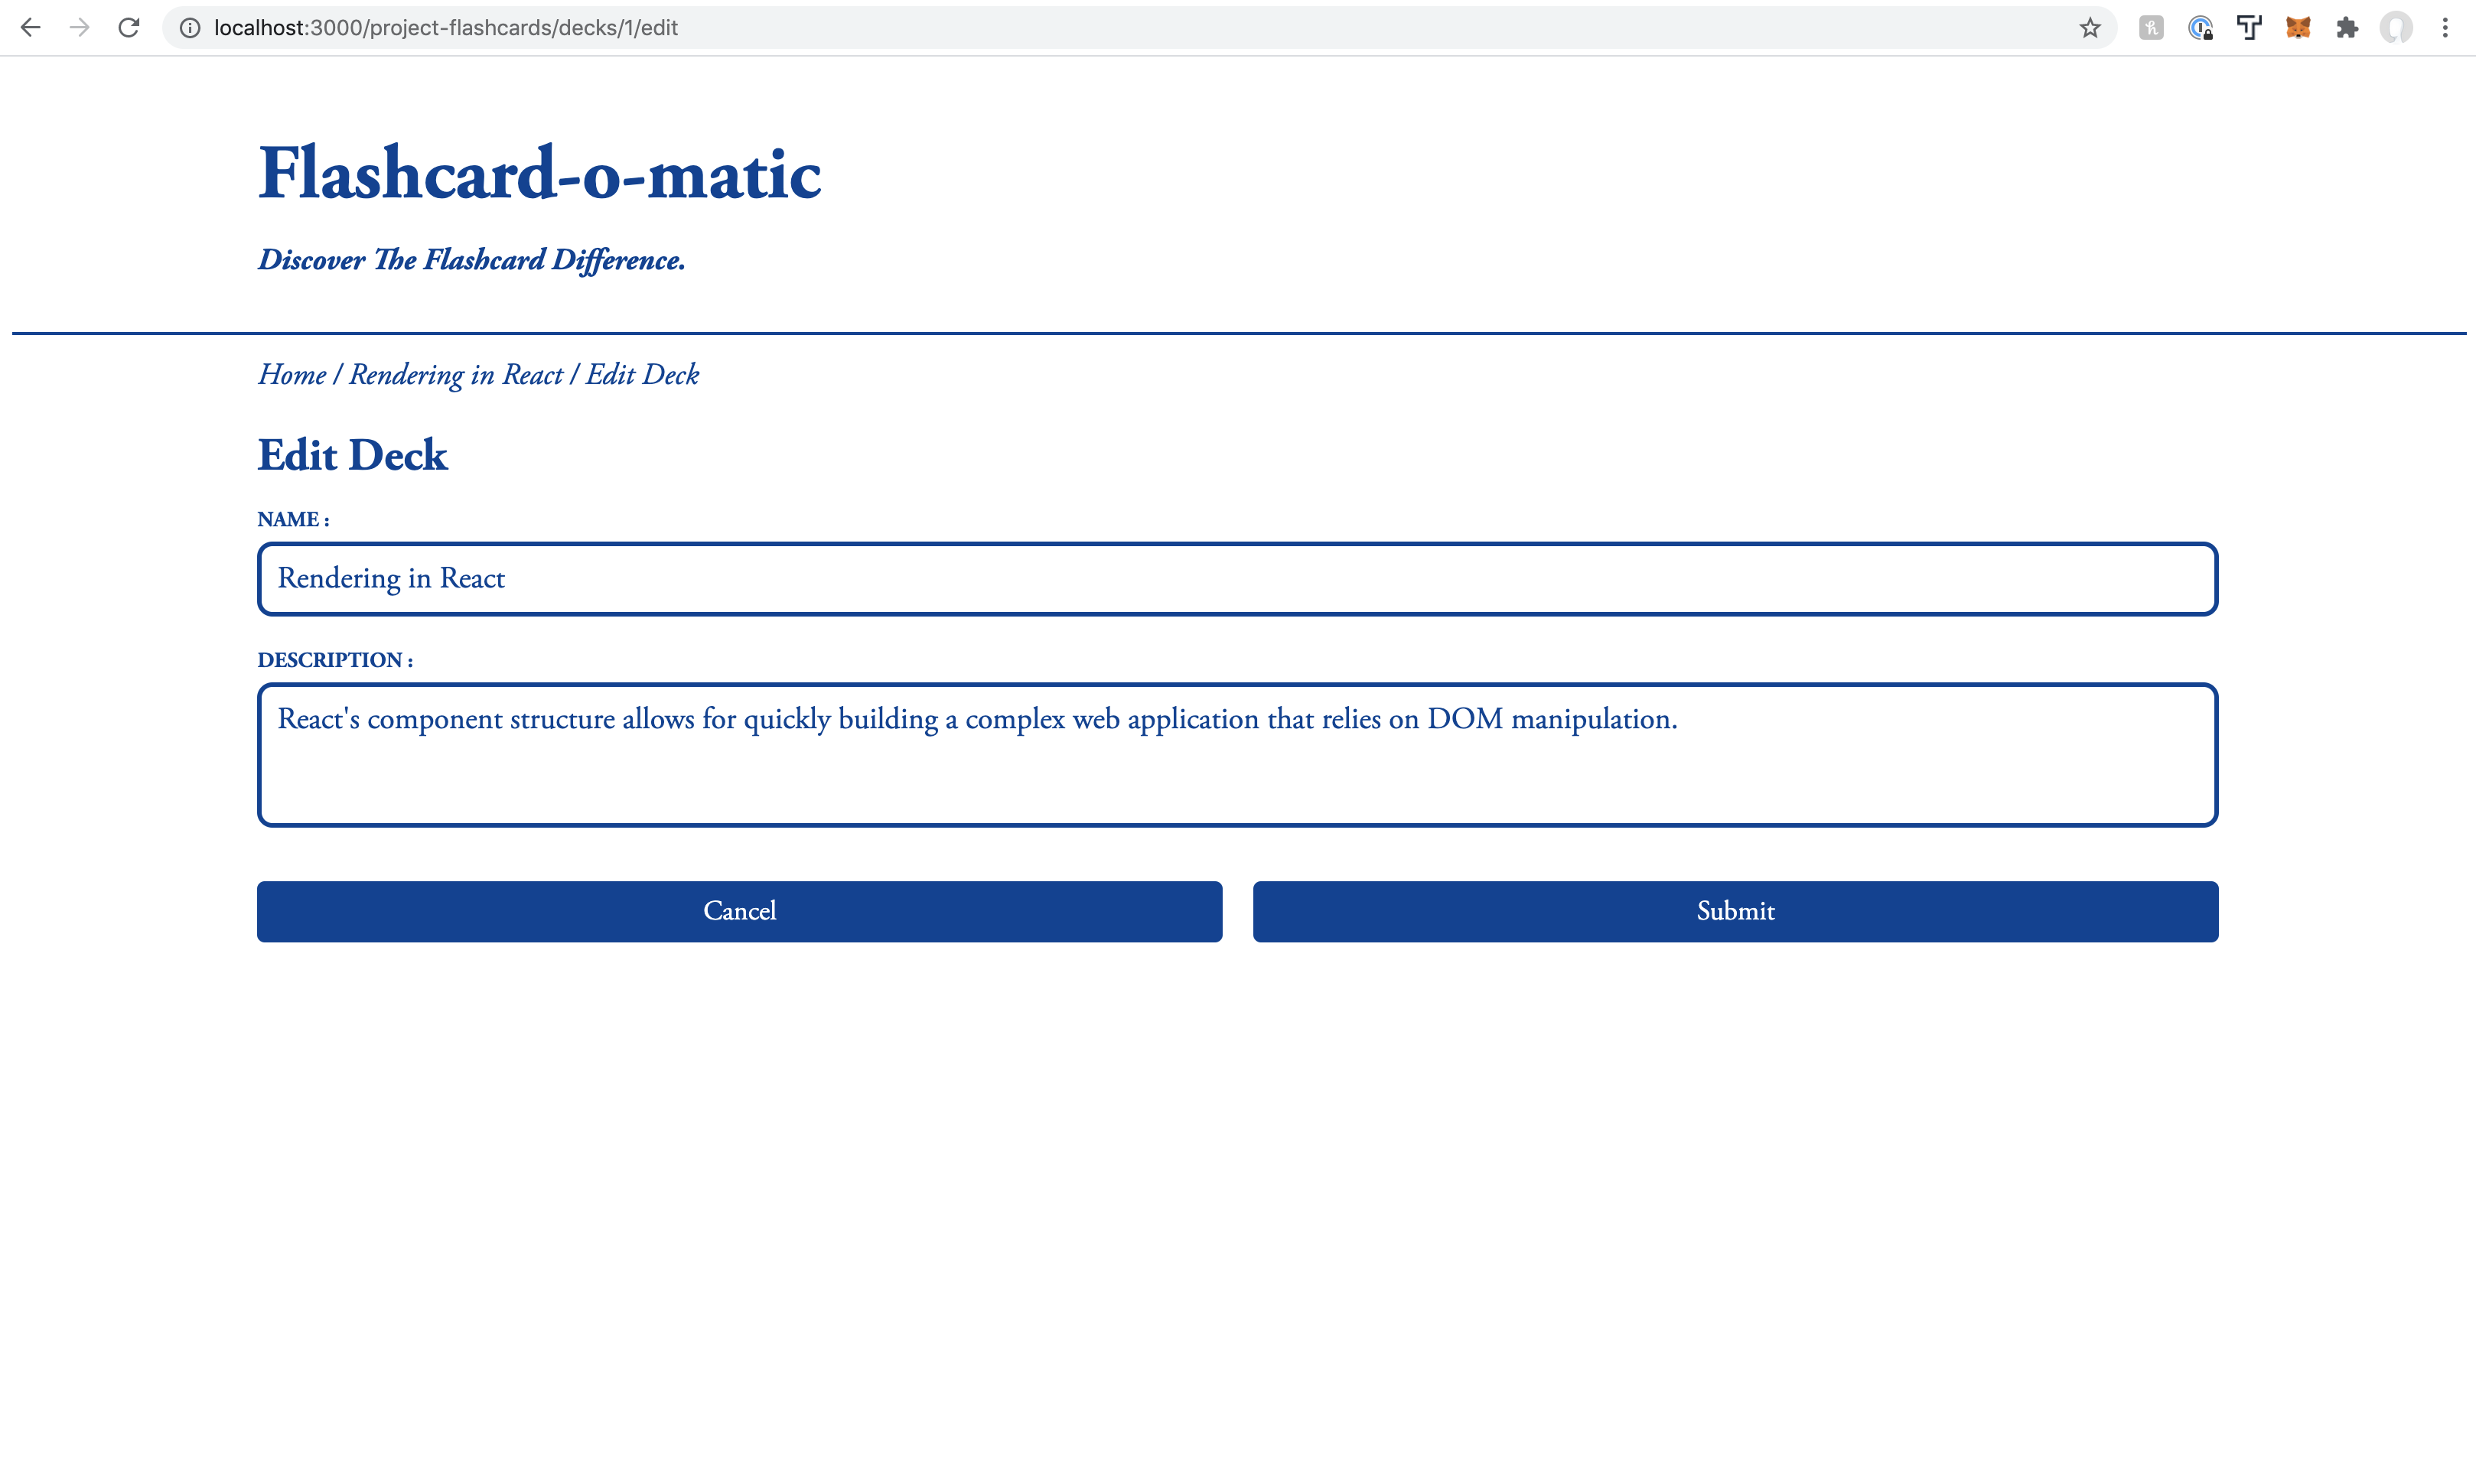 localhost:3000/project-flashcards/decks/1/edit
Flashcard-o-matic
Discover The Flashcard Difference.
Home / Rendering in React / Edit Deck
Edit Deck
NAME :
Rendering in React
DESCRIPTION :
React's component structure allows for quickly building a complex web application that relies on DOM manipulation.
Cancel Submit